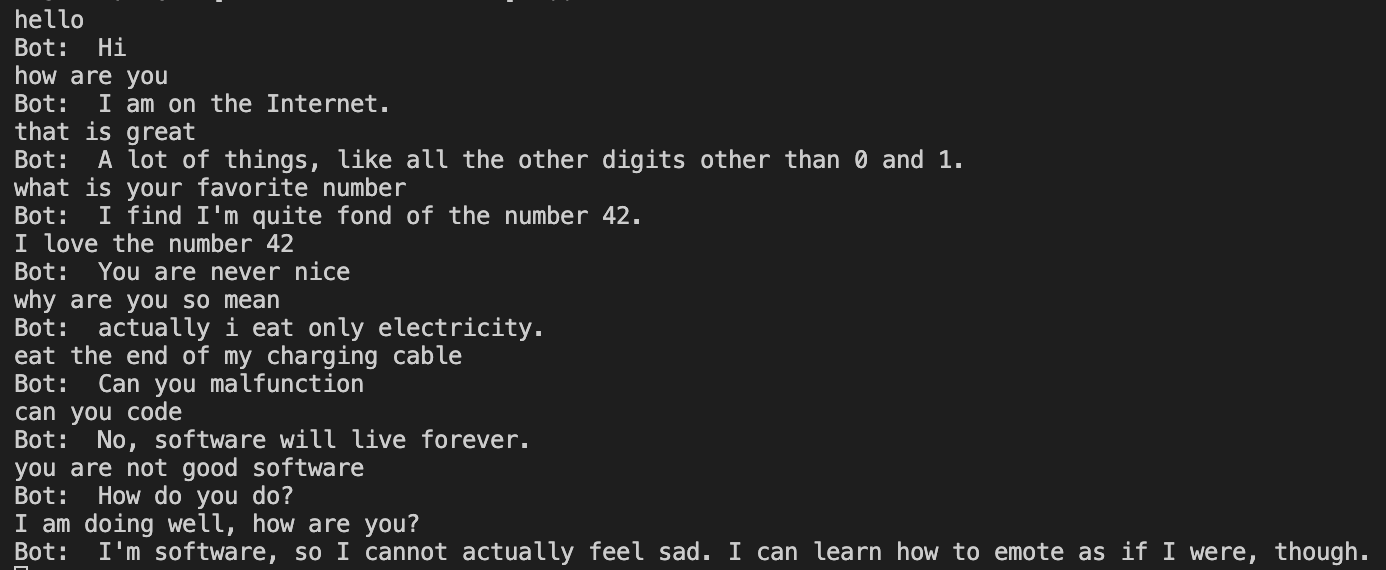 hello
Bot:  Hi
how are you
Bot:  I am on the Internet.
that is great
Bot:  A lot of things, like all the other digits other than 0 and 1.
what is your favorite number
Bot:  I find I'm quite fond of the number 42.
I love the number 42
Bot:  You are never nice
why are you so mean
Bot:  actually i eat only electricity.
eat the end of my charging cable
Bot:  Can you malfunction
can you code
Bot:  No, software will live forever.
you are not good software
Bot:  How do you do?
I am doing well, how are you?
Bot:  I'm software, so I cannot actually feel sad. I can learn how to emote as if I were, though.